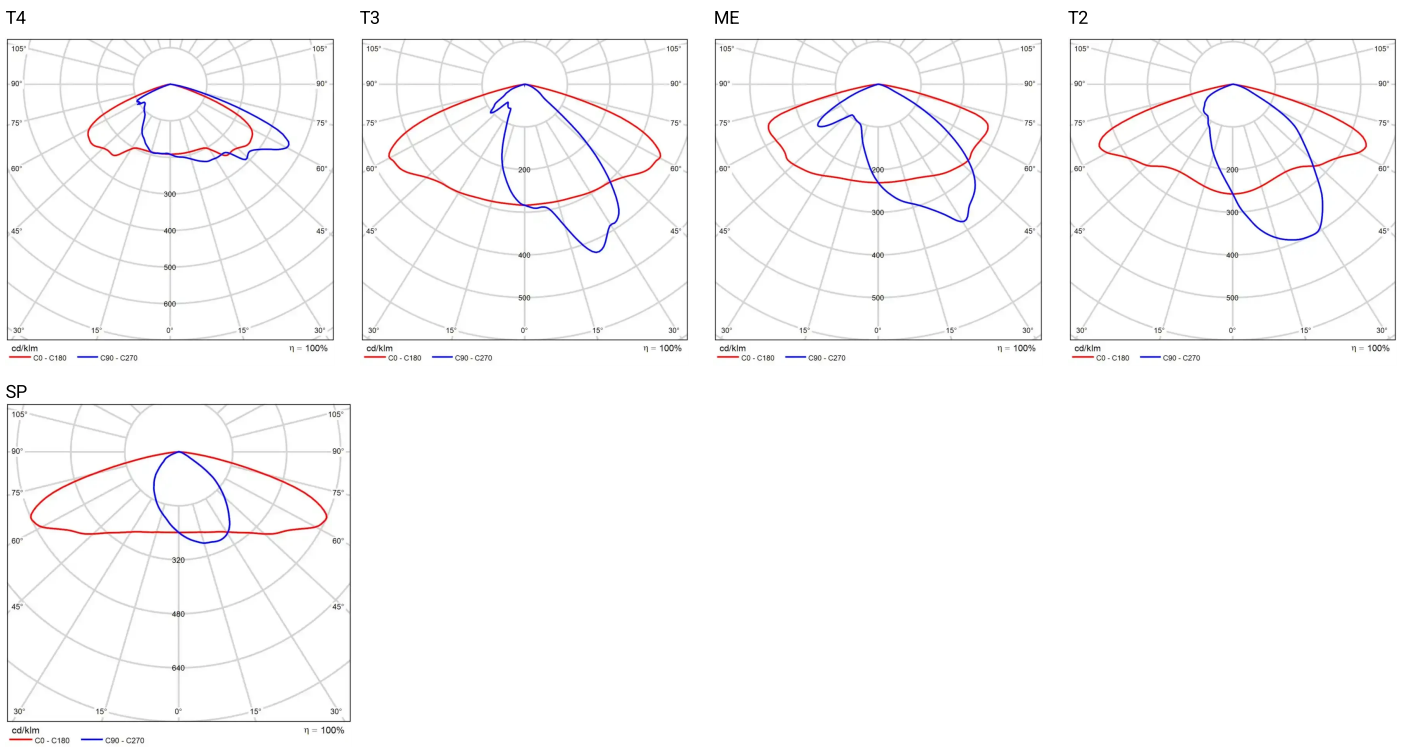 T4
T3
ME
T2
105° 105° 105° 105° 105° 105° 105° 105°
90° 90° 90° 90° 90° 90° 90° 90°
75° 75° 75° 75° 75° 75° 75° 75°
60° 200 60° 60° 200 60° 60° 200 60° 60° 60°
300 300 300
45° 400 45° 45° 400 45° 45° 400 45° 45° 400 45°
500 500 500 500
600
30° 15° 0° 15° 30° 30° 15° 0° 15° 30° 30° 15° 0° 15° 30° 30° 15° 0° 15° 30°
cd/klm η = 100% cd/klm η = 100% cd/klm η = 100% cd/klm η = 100%
C0 - C180 C90 - C270 C0 - C180 C90 - C270 C0 - C180 C90 - C270 C0 - C180 C90 - C270
SP
105° 105°
90° 90°
75° 75°
60° 60°
320
45° 480 45°
640
30° 15° 0° 15° 30°
cd/klm η = 100%
C0 - C180 C90 - C270